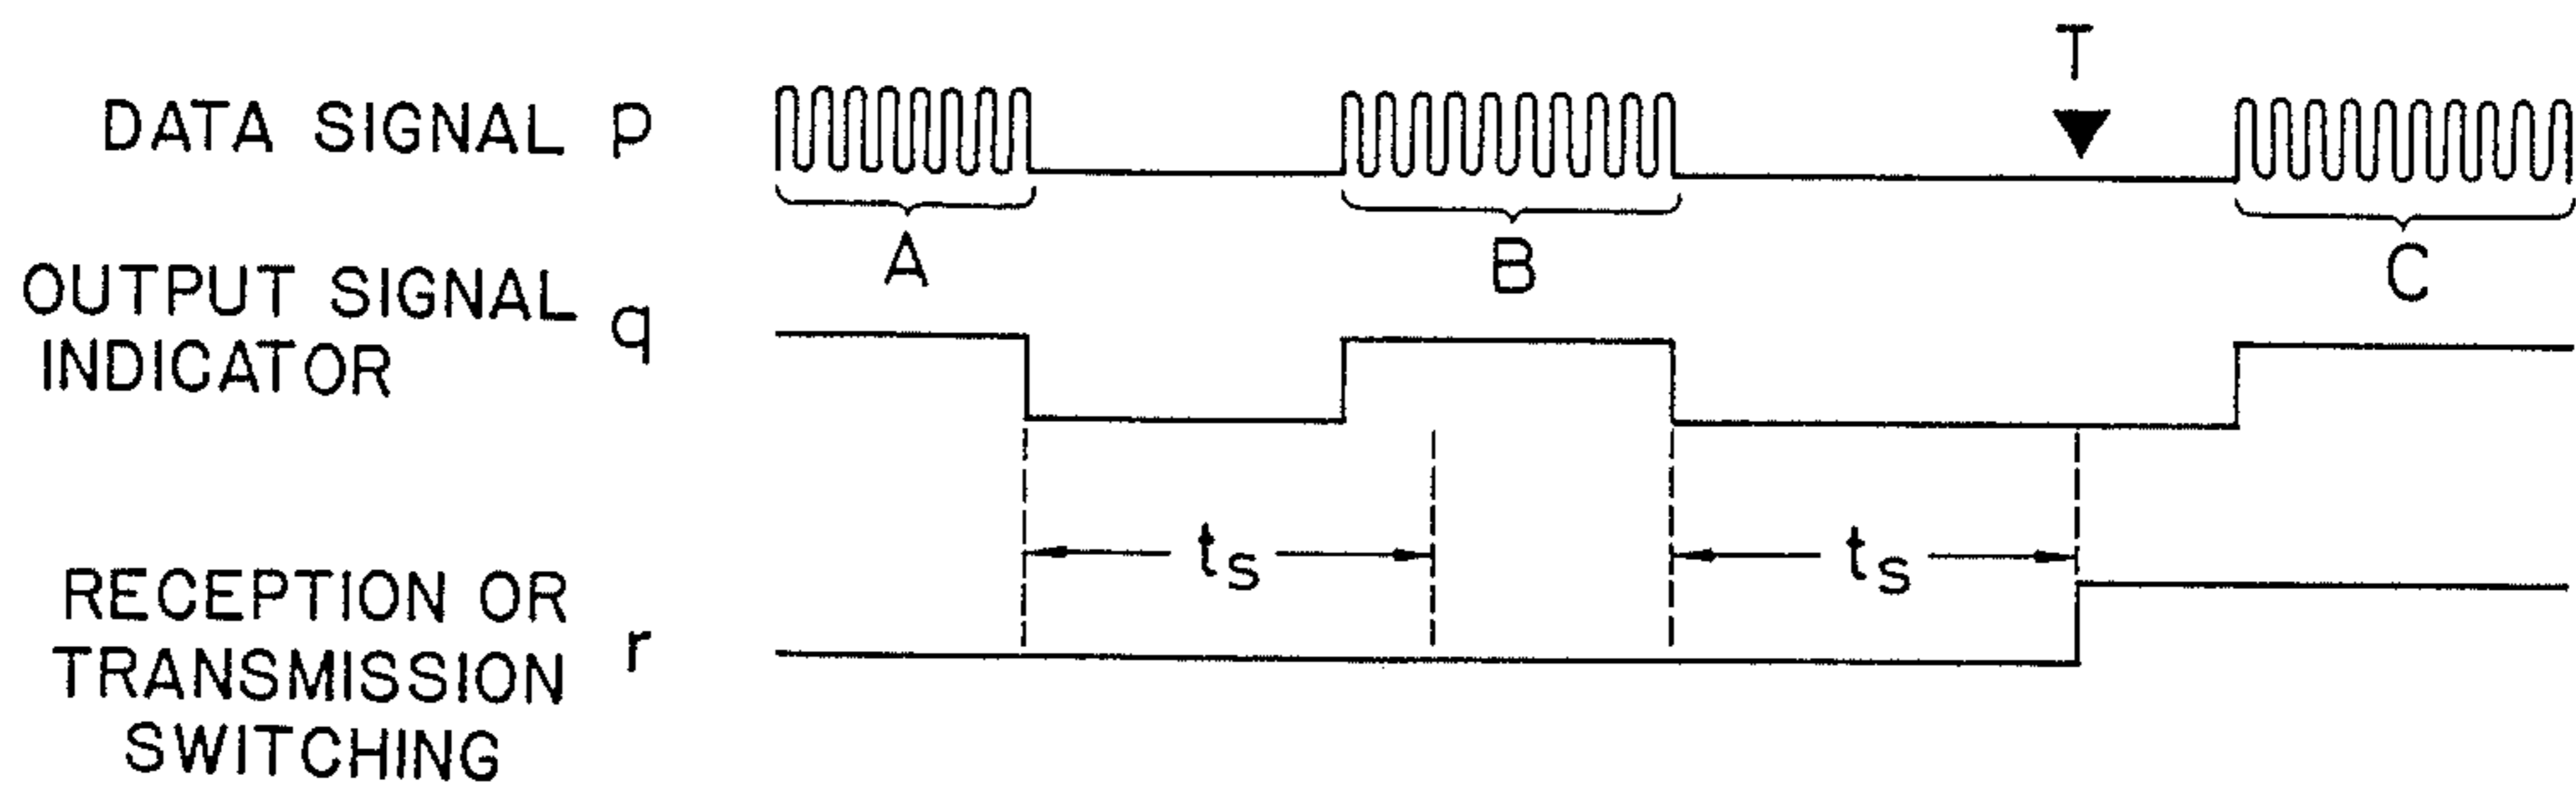 T
DATA SIGNAL p
A
B
C
OUTPUT SIGNAL
INDICATOR
q
ts
ts
RECEPTION OR
TRANSMISSION
SWITCHING
r